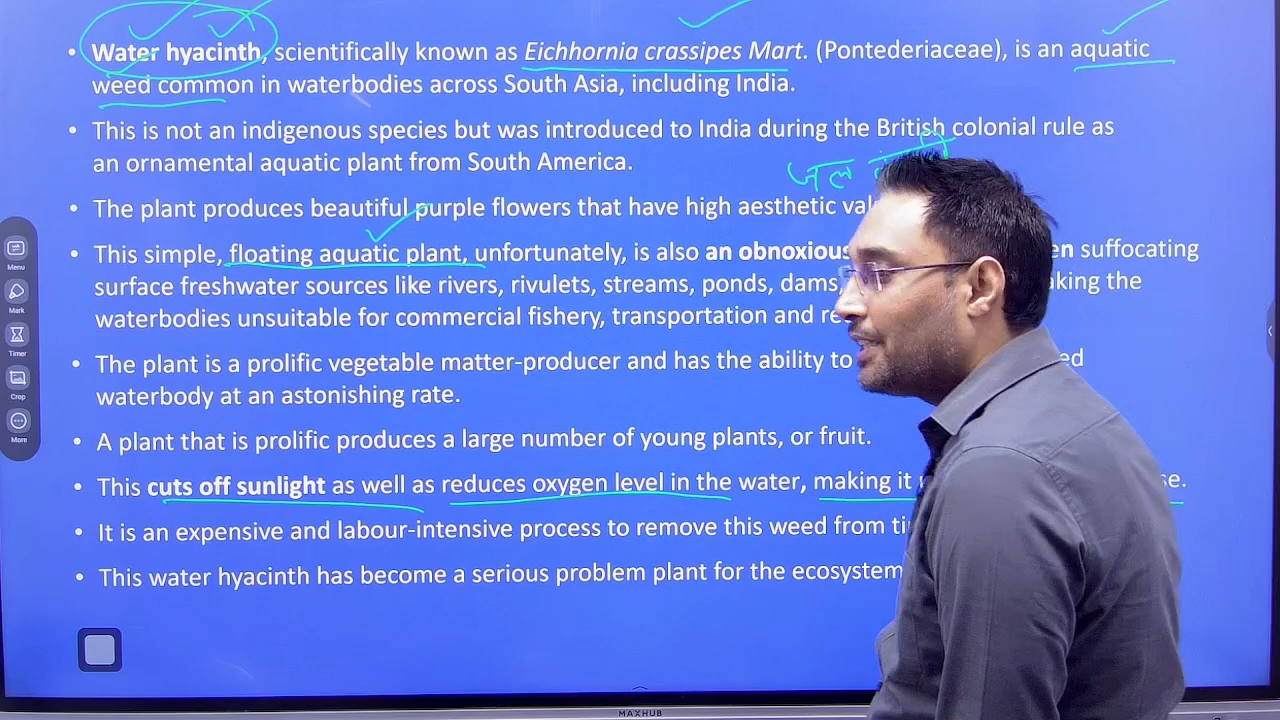 Water hyacinth, scientifically known as Eichhornia crassipes Mart. (Pontederiaceae), is an aquatic
weed common in waterbodies across South Asia, including India.
This is not an indigenous species but was introduced to India during the British colonial rule as
an ornamental aquatic plant from South America.
जल
The plant produces beautiful purple flowers that have high aesthetic
This simple, floating aquatic plant, unfortunately, is also an obnoxious suffocating
surface freshwater sources like rivers, rivulets, streams, ponds, dams, the
waterbodies unsuitable for commercial fishery, transportation and
The plant is a prolific vegetable matter-producer and has the ability to
waterbody at an astonishing rate.
A plant that is prolific produces a large number of young plants, or fruit.
This cuts off sunlight as well as reduces oxygen level in the water, making it
It is an expensive and labour-intensive process to remove this weed from
This water hyacinth has become a serious problem plant for the ecosystem
Menu
Mark
Timer
Crop
More
MAXHUB